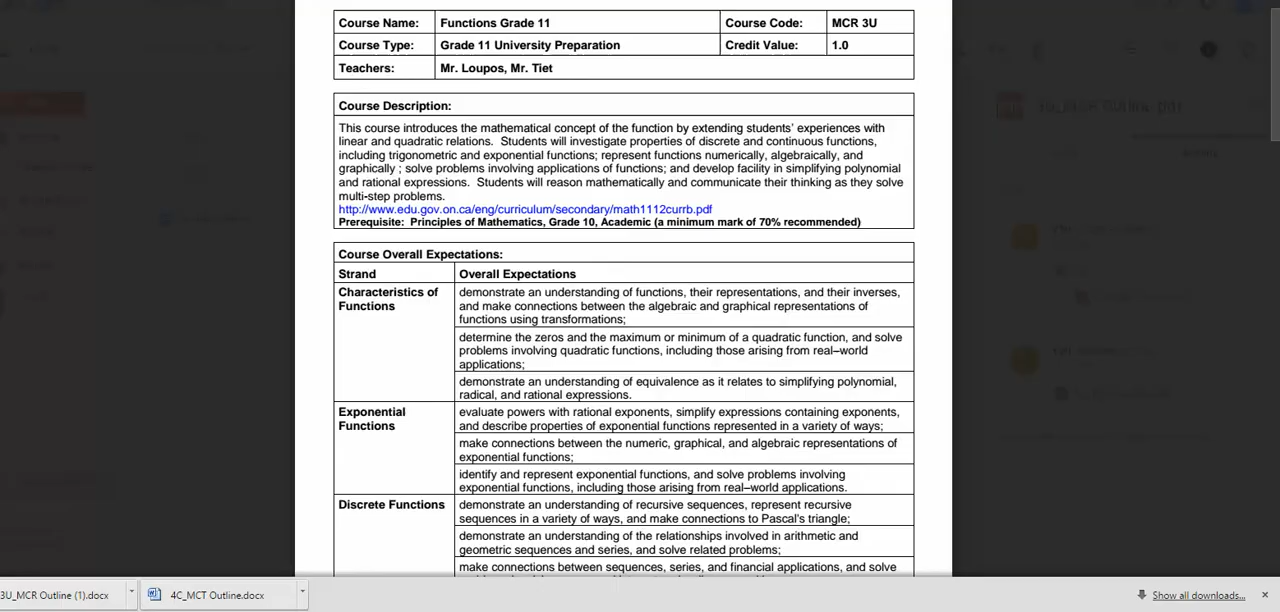 Course Name: Functions Grade 11 Course Code: MCR 3U
Course Type: Grade 11 University Preparation Credit Value: 1.0
Teachers: Mr. Loupos, Mr. Tiet
Course Description:
This course introduces the mathematical concept of the function by extending students' experiences with
linear and quadratic relations.  Students will investigate properties of discrete and continuous functions,
including trigonometric and exponential functions; represent functions numerically, algebraically, and
graphically ; solve problems involving applications of functions; and develop facility in simplifying polynomial
and rational expressions.  Students will reason mathematically and communicate their thinking as they solve
multi-step problems.
http://www.edu.gov.on.ca/eng/curriculum/secondary/math1112currb.pdf
Prerequisite:  Principles of Mathematics, Grade 10, Academic (a minimum mark of 70% recommended)
Course Overall Expectations:
Strand Overall Expectations
Characteristics of
Functions
demonstrate an understanding of functions, their representations, and their inverses,
and make connections between the algebraic and graphical representations of
functions using transformations;
determine the zeros and the maximum or minimum of a quadratic function, and solve
problems involving quadratic functions, including those arising from real–world
applications;
demonstrate an understanding of equivalence as it relates to simplifying polynomial,
radical, and rational expressions.
Exponential
Functions
evaluate powers with rational exponents, simplify expressions containing exponents,
and describe properties of exponential functions represented in a variety of ways;
make connections between the numeric, graphical, and algebraic representations of
exponential functions;
identify and represent exponential functions, and solve problems involving
exponential functions, including those arising from real–world applications.
Discrete Functions
demonstrate an understanding of recursive sequences, represent recursive
sequences in a variety of ways, and make connections to Pascal's triangle;
demonstrate an understanding of the relationships involved in arithmetic and
geometric sequences and series, and solve related problems;
make connections between sequences, series, and financial applications, and solve
3U_MCR Outline (1).docx
4C_MCT Outline.docx
Show all downloads...